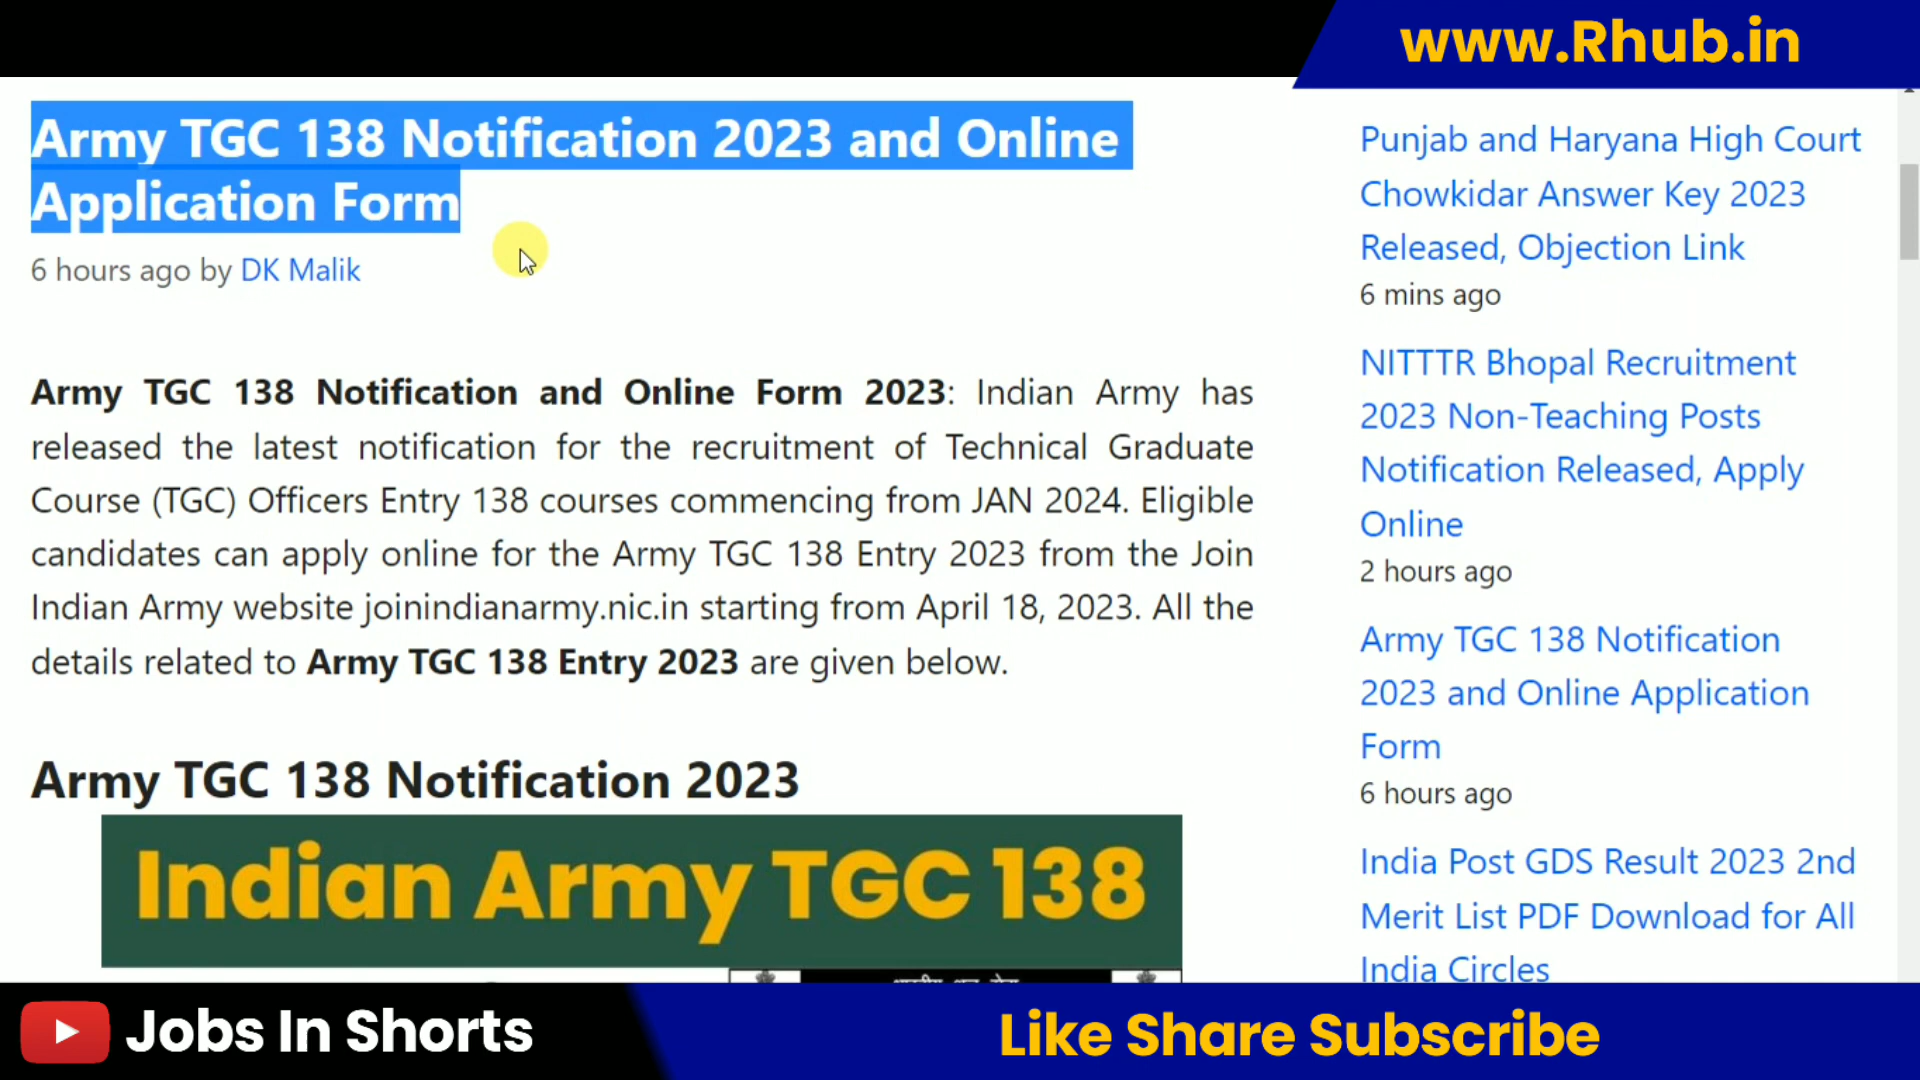 www.Rhub.in
Army TGC 138 Notification 2023 and Online
Application Form
6 hours ago by DK Malik
Army TGC 138 Notification and Online Form 2023: Indian Army has
released the latest notification for the recruitment of Technical Graduate
Course (TGC) Officers Entry 138 courses commencing from JAN 2024. Eligible
candidates can apply online for the Army TGC 138 Entry 2023 from the Join
Indian Army website joinindianarmy.nic.in starting from April 18, 2023. All the
details related to Army TGC 138 Entry 2023 are given below.
Army TGC 138 Notification 2023
Indian Army TGC 138
Punjab and Haryana High Court
Chowkidar Answer Key 2023
Released, Objection Link
6 mins ago
NITTTR Bhopal Recruitment
2023 Non-Teaching Posts
Notification Released, Apply
Online
2 hours ago
Army TGC 138 Notification
2023 and Online Application
Form
6 hours ago
India Post GDS Result 2023 2nd
Merit List PDF Download for All
India Circles
Jobs In Shorts
Like Share Subscribe